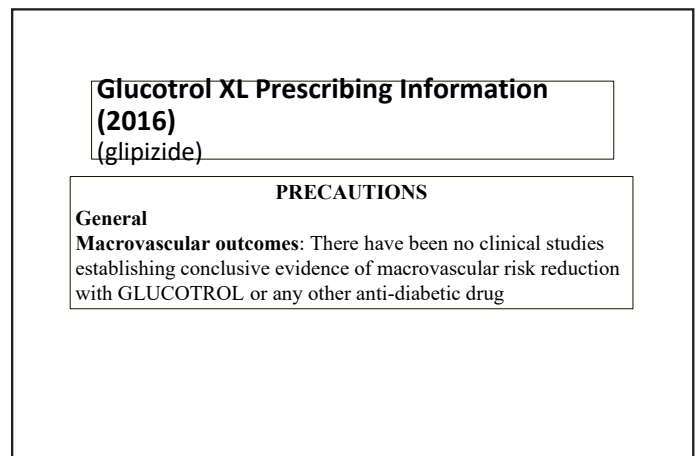 Glucotrol XL Prescribing Information
(2016)
(glipizide)
PRECAUTIONS
General
Macrovascular outcomes: There have been no clinical studies
establishing conclusive evidence of macrovascular risk reduction
with GLUCOTROL or any other anti-diabetic drug